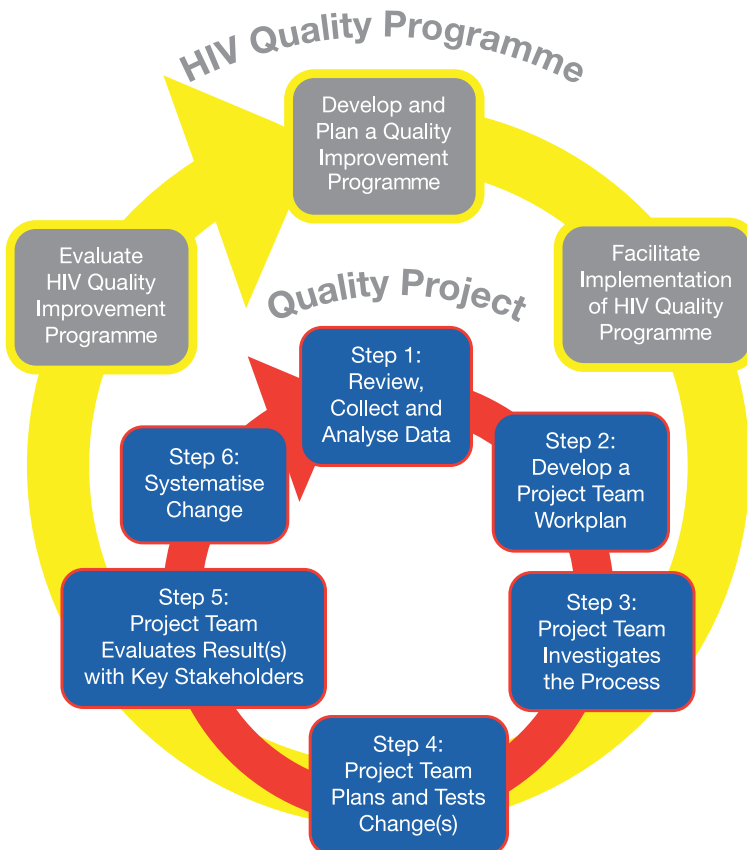 HIV Quality Programme
Develop and
Plan a Quality
Improvement
Programme
Evaluate
HIV Quality
Improvement
Programme
Facilitate
Implementation
of HIV Quality
Programme
Quality Project
Step 1:
Review,
Collect and
Analyse Data
Step 2:
Develop a
Project Team
Workplan
Step 3:
Project Team
Investigates
the Process
Step 4:
Project Team
Plans and Tests
Change(s)
Step 5:
Project Team
Evaluates Result(s)
with Key Stakeholders
Step 6:
Systematise
Change